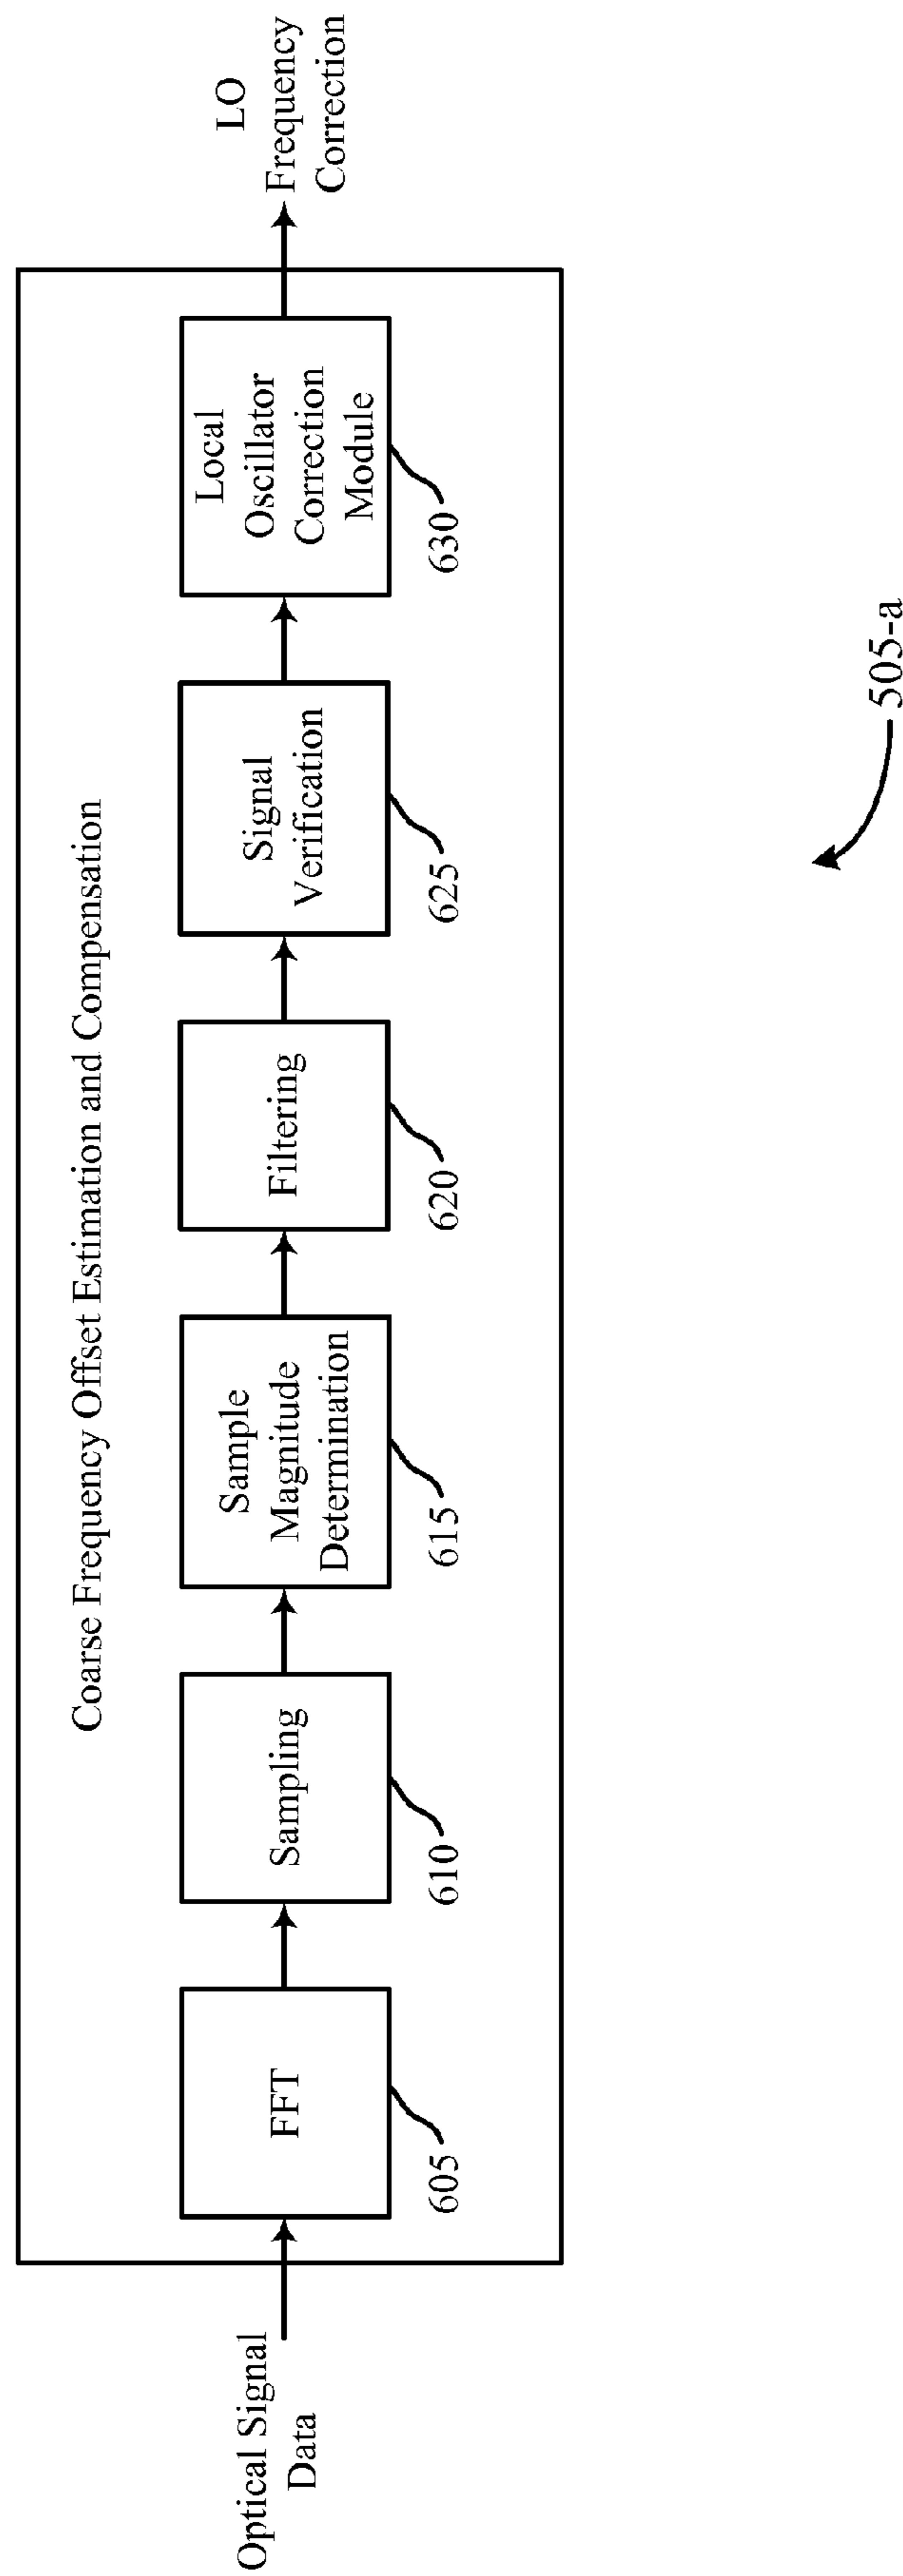 Coarse Frequency Offset Estimation and Compensation
Optical Signal
Data
FFT
605
Sampling
610
Sample
Magnitude
Determination
615
Filtering
620
Signal
Verification
625
Local
Oscillator
Correction
Module
630
LO
Frequency
Correction
505-a